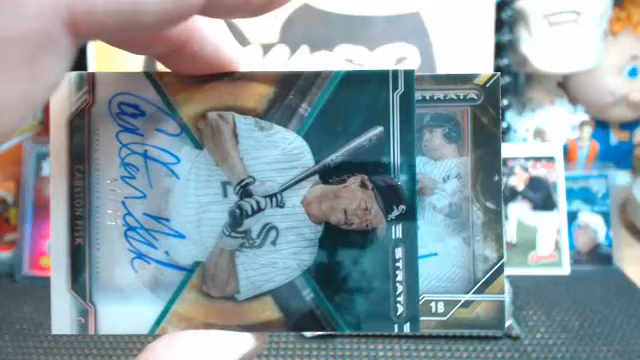 Carlton Fisk
CARLTON FISK
STRATA
STRATA
1B